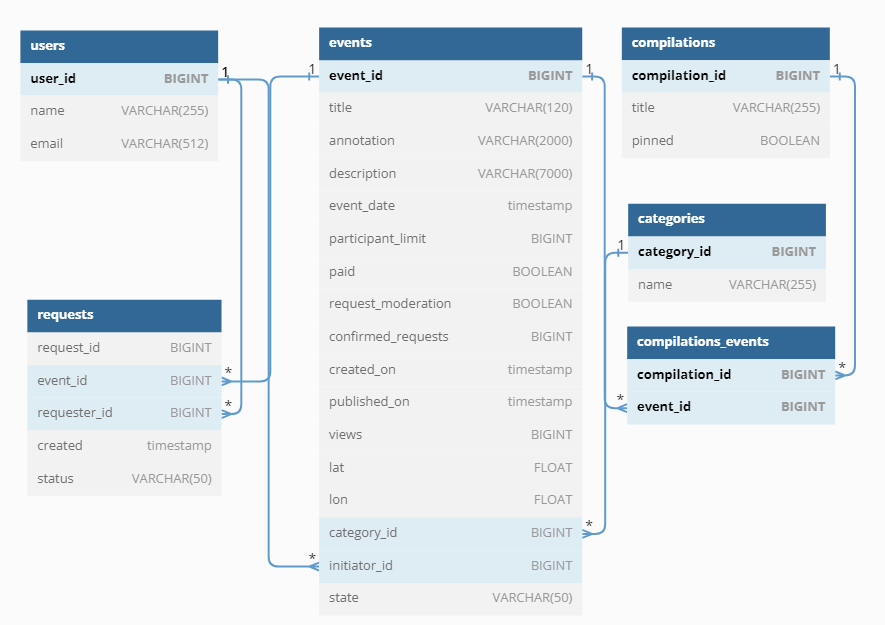 users
user_id BIGINT
name VARCHAR(255)
email VARCHAR(512)
1
requests
request_id BIGINT
event_id BIGINT
*
requester_id BIGINT
*
created timestamp
status VARCHAR(50)
events
1
event_id BIGINT
1
title VARCHAR(120)
annotation VARCHAR(2000)
description VARCHAR(7000)
event_date timestamp
participant_limit BIGINT
paid BOOLEAN
request_moderation BOOLEAN
confirmed_requests BIGINT
created_on timestamp
published_on timestamp
views BIGINT
lat FLOAT
lon FLOAT
category_id BIGINT
*
*
initiator_id BIGINT
state VARCHAR(50)
compilations
compilation_id BIGINT
1
title VARCHAR(255)
pinned BOOLEAN
categories
1
category_id BIGINT
name VARCHAR(255)
compilations_events
compilation_id BIGINT
*
*
event_id BIGINT